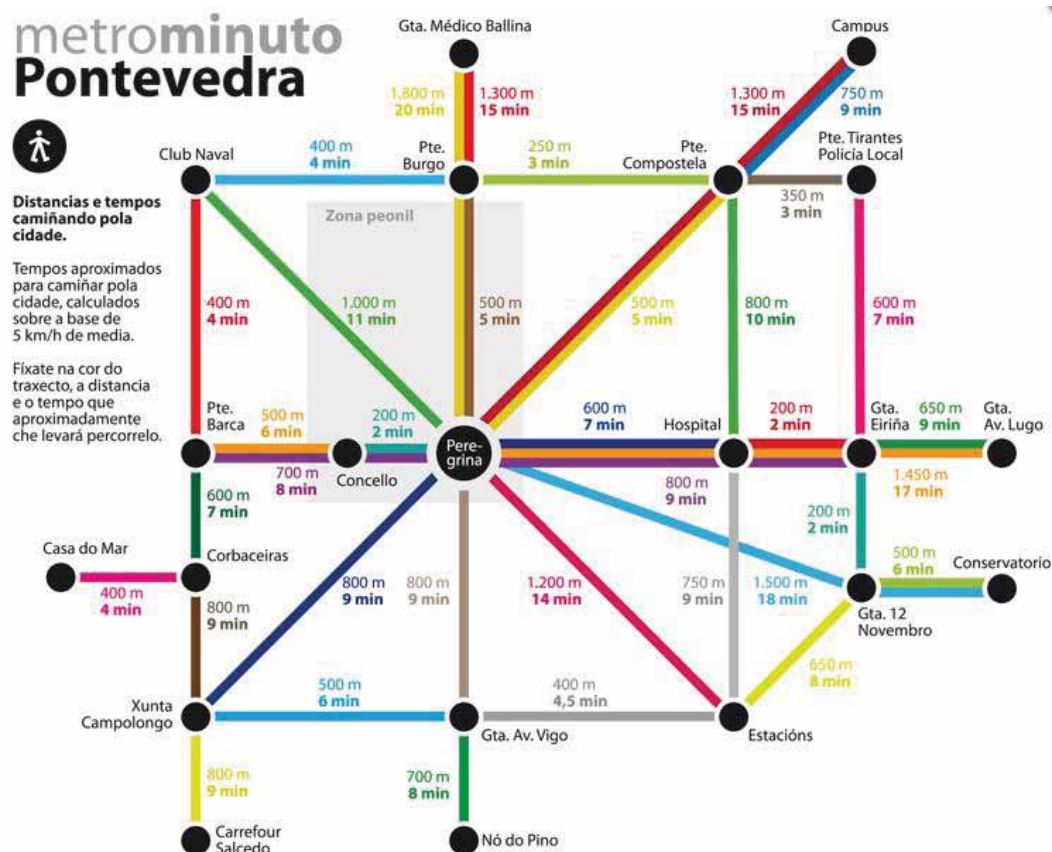 metrominuto
Pontevedra
Distancias e tempos
camiñando pola
cidade.
Tempos aproximados
para camiñar pola
cidade, calculados
sobre a base de
5 km/h de media.
Fíxate na cor do
traxecto, a distancia
e o tempo que
aproximadamente
che levará percorrelo.
Gta. Médico Ballina
Campus
1.800 m
20 min
1.300 m
15 min
1.300 m
15 min
750 m
9 min
Club Naval
400 m
4 min
Pte.
Burgo
250 m
3 min
Pte.
Compostela
Pte. Tirantes
Policía Local
350 m
3 min
Zona peonil
400 m
4 min
1.000 m
11 min
500 m
5 min
500 m
5 min
800 m
10 min
600 m
7 min
Pte.
Barca
500 m
6 min
200 m
2 min
Pere-
grina
600 m
7 min
Hospital
200 m
2 min
Gta.
Eiriña
650 m
9 min
Gta.
Av. Lugo
700 m
8 min
Concello
800 m
9 min
1.450 m
17 min
600 m
7 min
200 m
2 min
Casa do Mar
Corbaceiras
400 m
4 min
800 m
9 min
800 m
9 min
800 m
9 min
1.200 m
14 min
750 m
9 min
1.500 m
18 min
500 m
6 min
Conservatorio
Gta. 12
Novembro
650 m
8 min
Xunta
Campolongo
500 m
6 min
Gta. Av. Vigo
400 m
4,5 min
Estacións
800 m
9 min
700 m
8 min
Carrefour
Salcedo
Nó do Pino